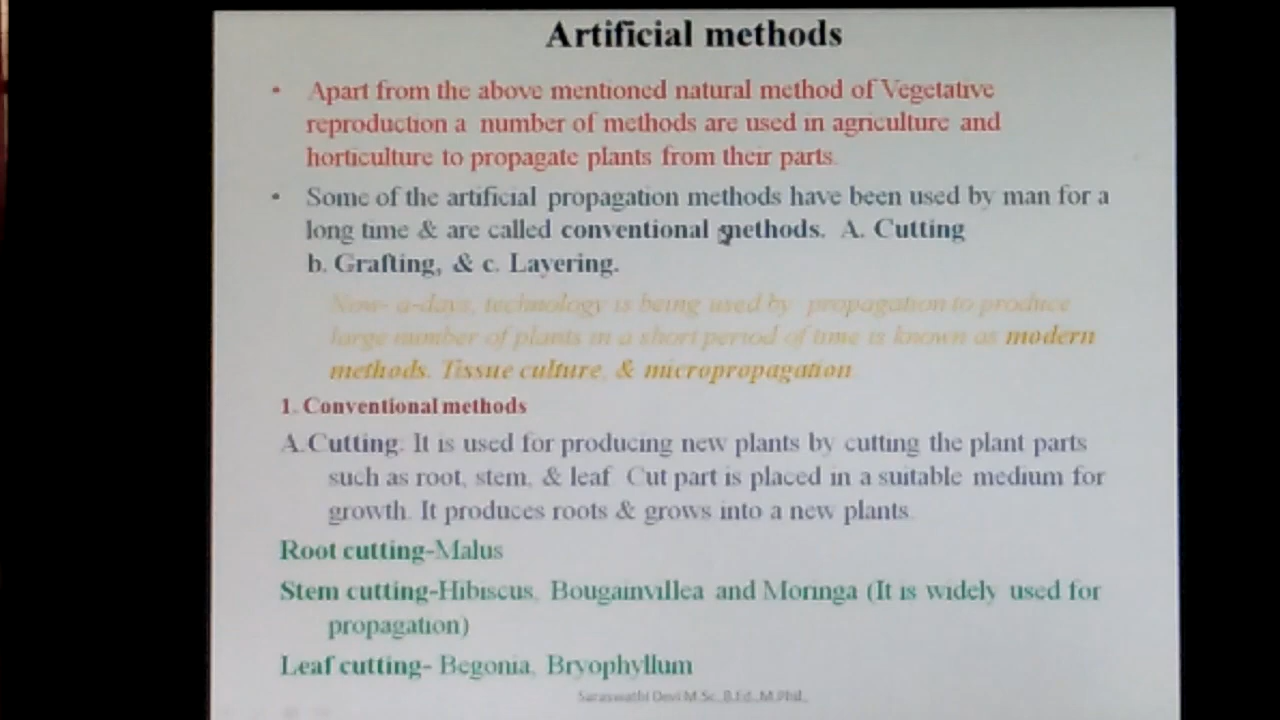 Artificial methods
• Apart from the above mentioned natural method of Vegetative
reproduction a number of methods are used in agriculture and
horticulture to propagate plants from their parts.
• Some of the artificial propagation methods have been used by man for a
long time & are called conventional methods. A. Cutting
b. Grafting, & c. Layering.
Now- a-days, technology is being used by propagation to produce
large number of plants in a short period of time is known as modern
methods. Tissue culture, & micropropagation
1. Conventional methods
A.Cutting. It is used for producing new plants by cutting the plant parts
such as root, stem, & leaf Cut part is placed in a suitable medium for
growth. It produces roots & grows into a new plants.
Root cutting-Malus
Stem cutting-Hibiscus, Bougainvillea and Moringa (It is widely used for
propagation)
Leaf cutting- Begonia, Bryophyllum
Saraswathi Devi M.Sc.,B.Ed.,M.Phil.,